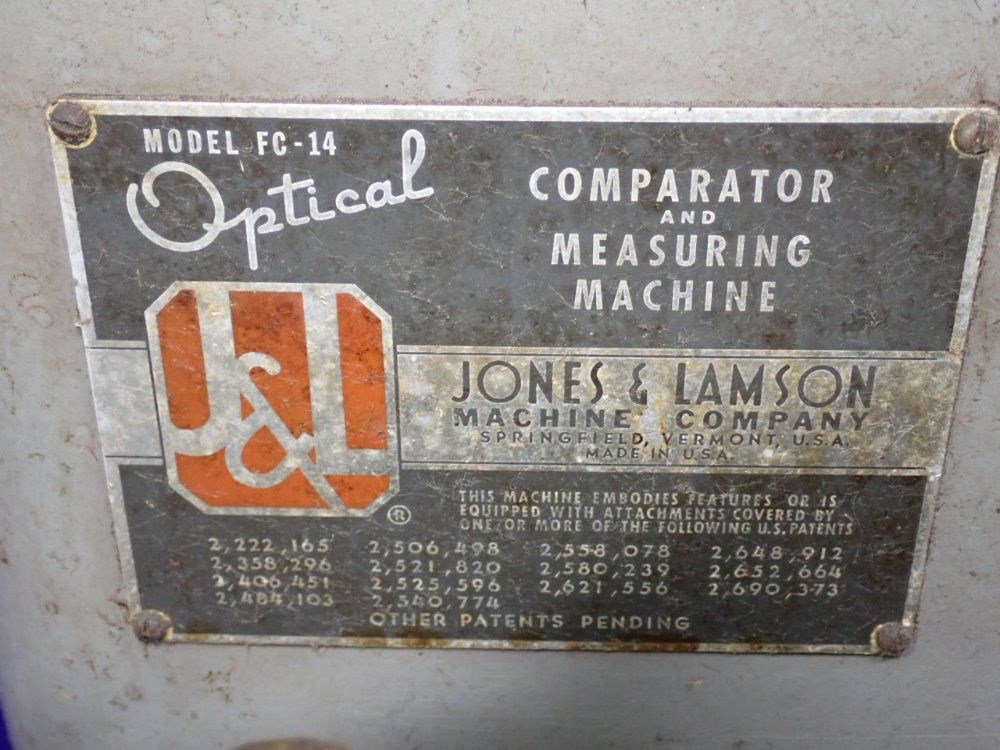 MODEL FC-14
Optical
COMPARATOR
AND
MEASURING
MACHINE
J&L
®
JONES & LAMSON
MACHINE COMPANY
SPRINGFIELD, VERMONT, U.S.A.
MADE IN U.S.A.
THIS MACHINE EMBODIES FEATURES OR IS
EQUIPPED WITH ATTACHMENTS COVERED BY
ONE OR MORE OF THE FOLLOWING U.S. PATENTS
2,222,165 2,506,498 2,558,078 2,648,912
2,358,296 2,521,820 2,580,239 2,652,664
2,406,451 2,525,596 2,621,556 2,690,373
2,484,103 2,540,774
OTHER PATENTS PENDING